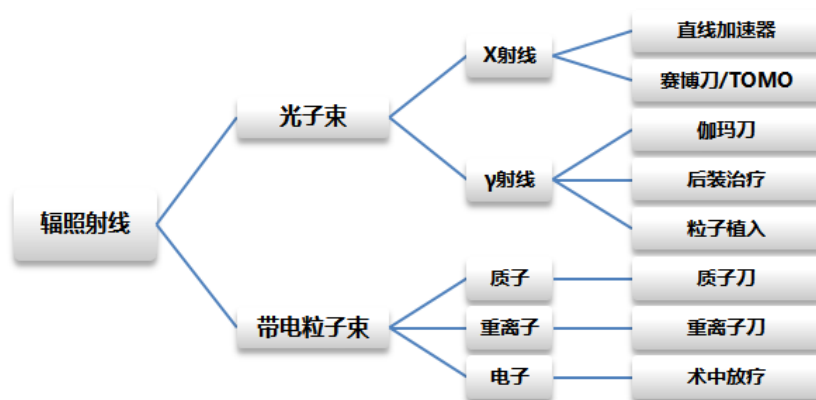 辐照射线
光子束
X射线
直线加速器
赛博刀/TOMO
γ射线
伽玛刀
后装治疗
粒子植入
带电粒子束
质子
质子刀
重离子
重离子刀
电子
术中放疗